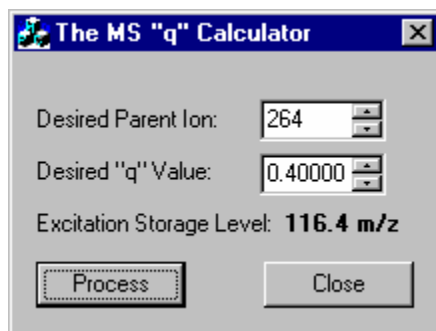 The MS "q" Calculator
Desired Parent Ion: 264
Desired "q" Value: 0.40000
Excitation Storage Level: 116.4 m/z
Process Close